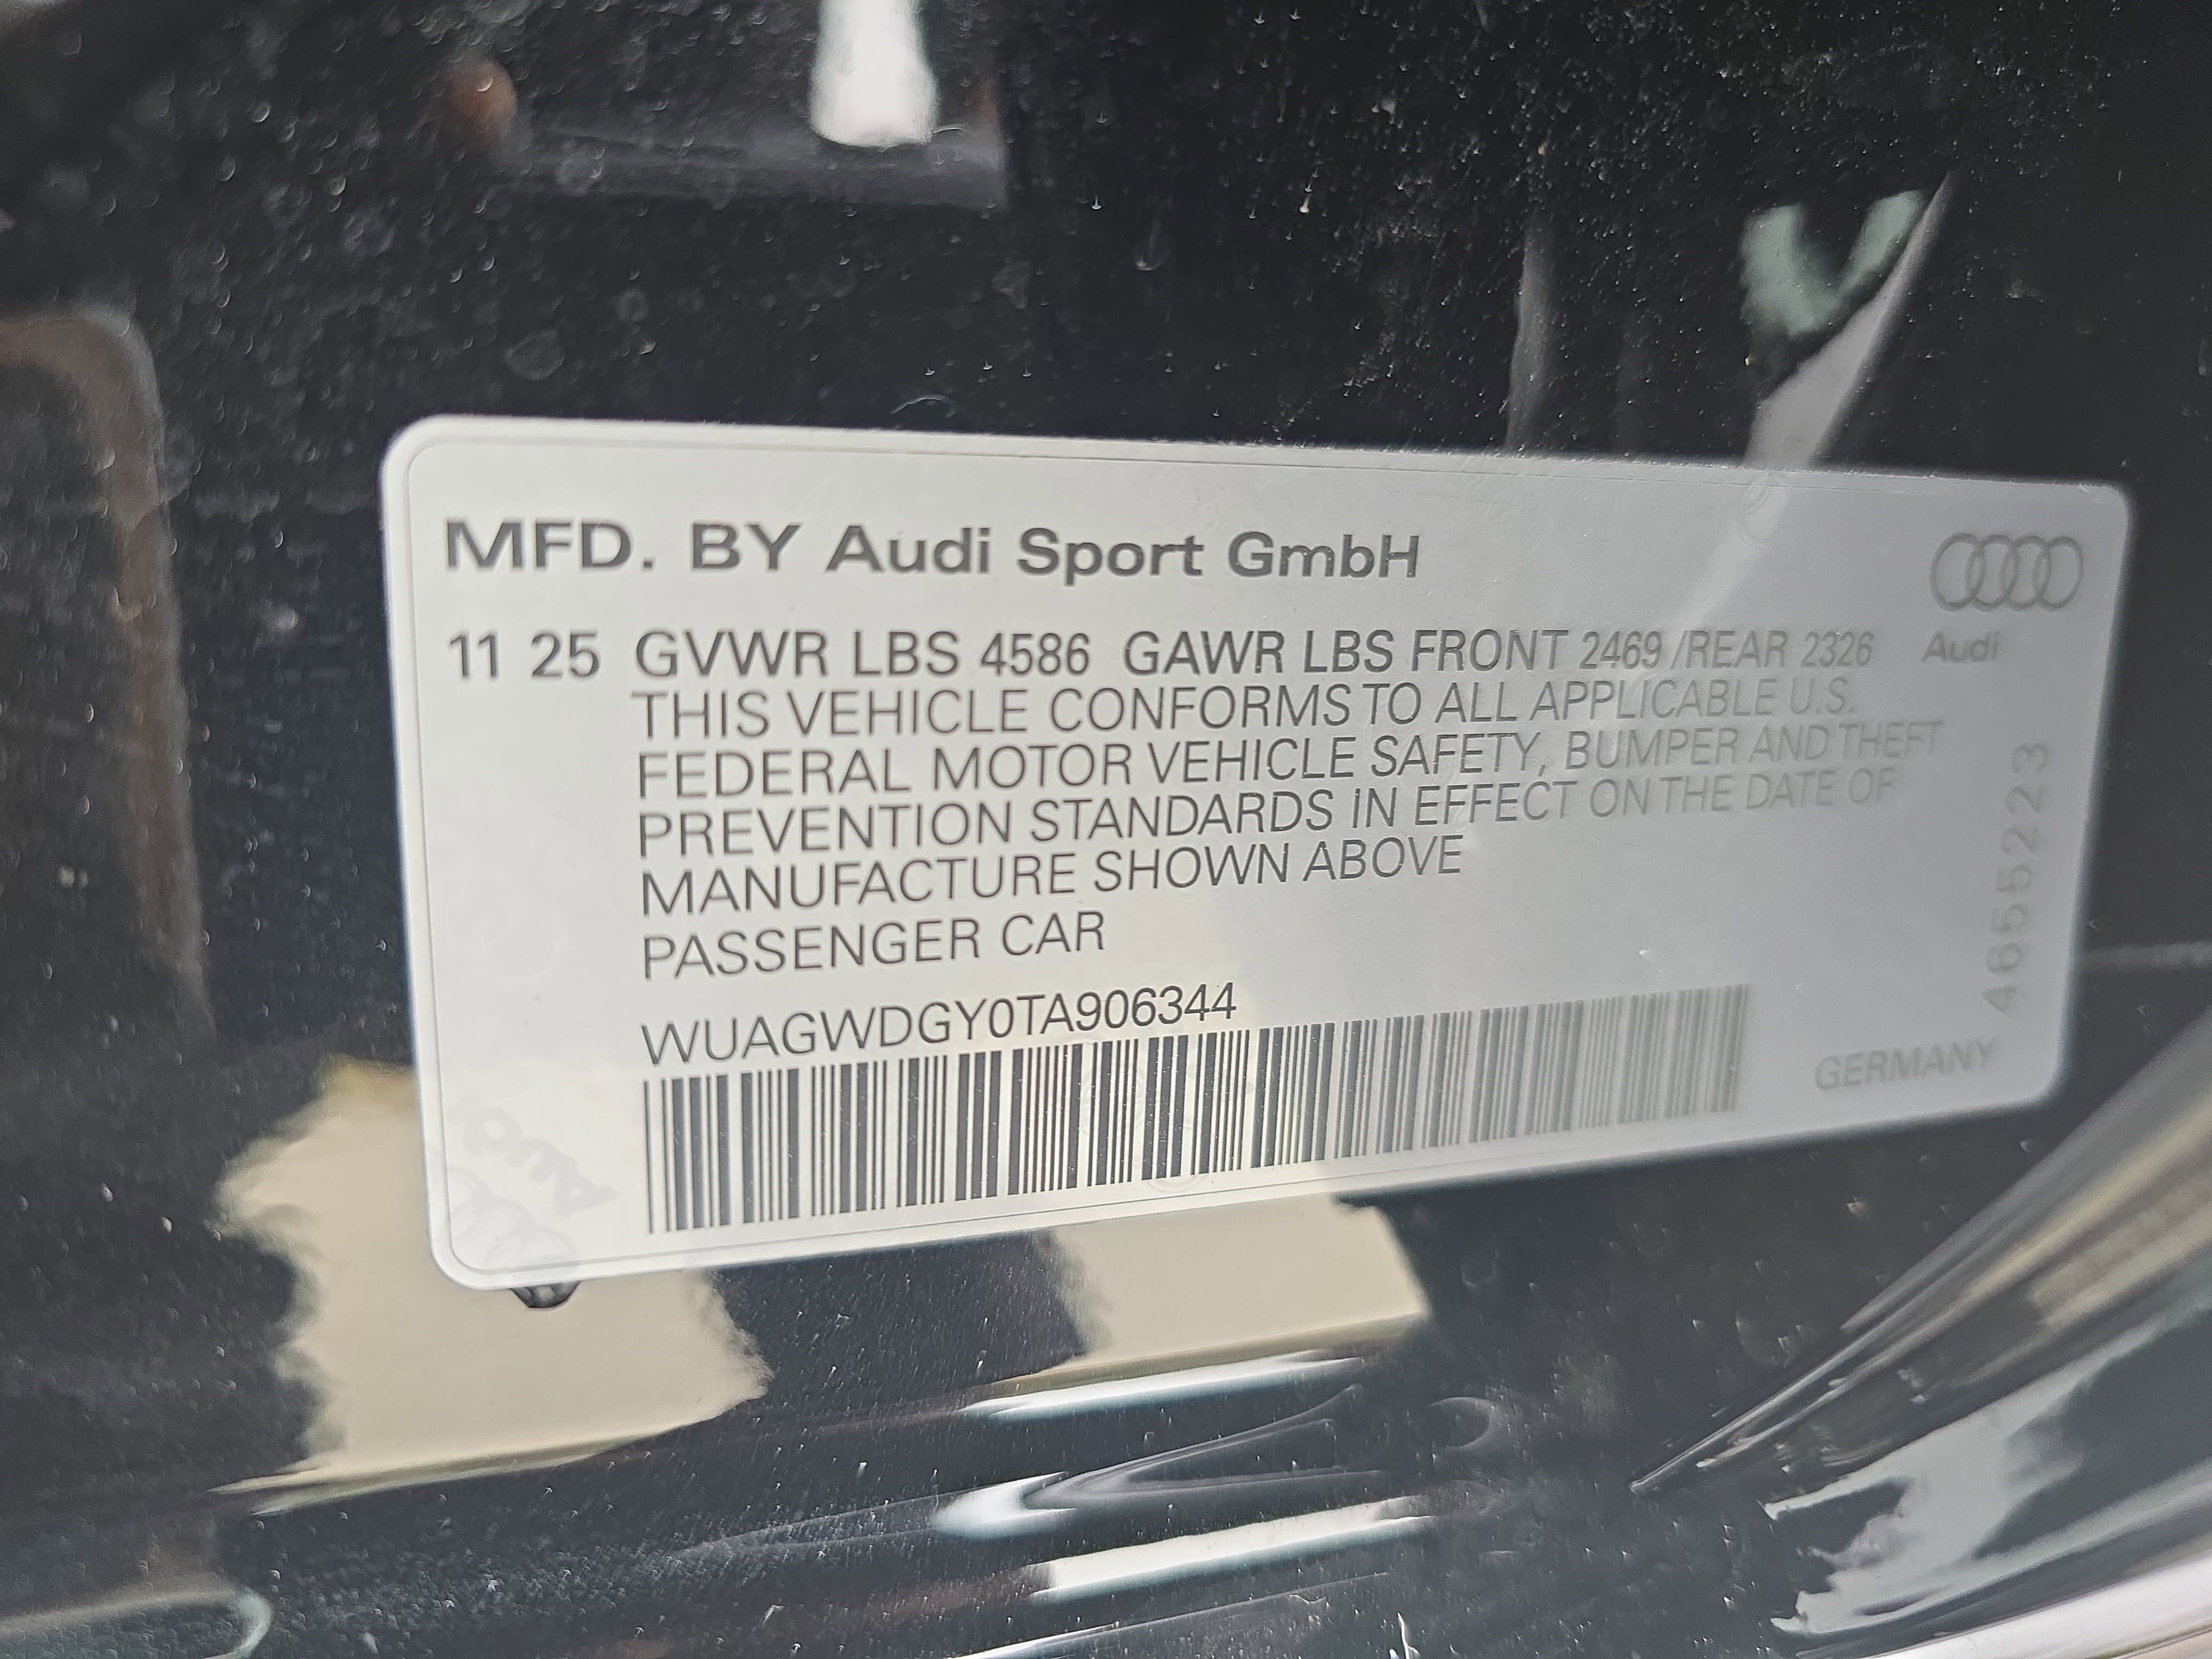 MFD. BY Audi Sport GmbH
11 25 GVWR LBS 4586 GAWR LBS FRONT 2469 /REAR 2326
Audi
THIS VEHICLE CONFORMS TO ALL APPLICABLE U.S.
FEDERAL MOTOR VEHICLE SAFETY, BUMPER AND THEFT
PREVENTION STANDARDS IN EFFECT ON THE DATE OF
MANUFACTURE SHOWN ABOVE
PASSENGER CAR
4655223
WUAGWDGY0TA906344
GERMANY
Audi